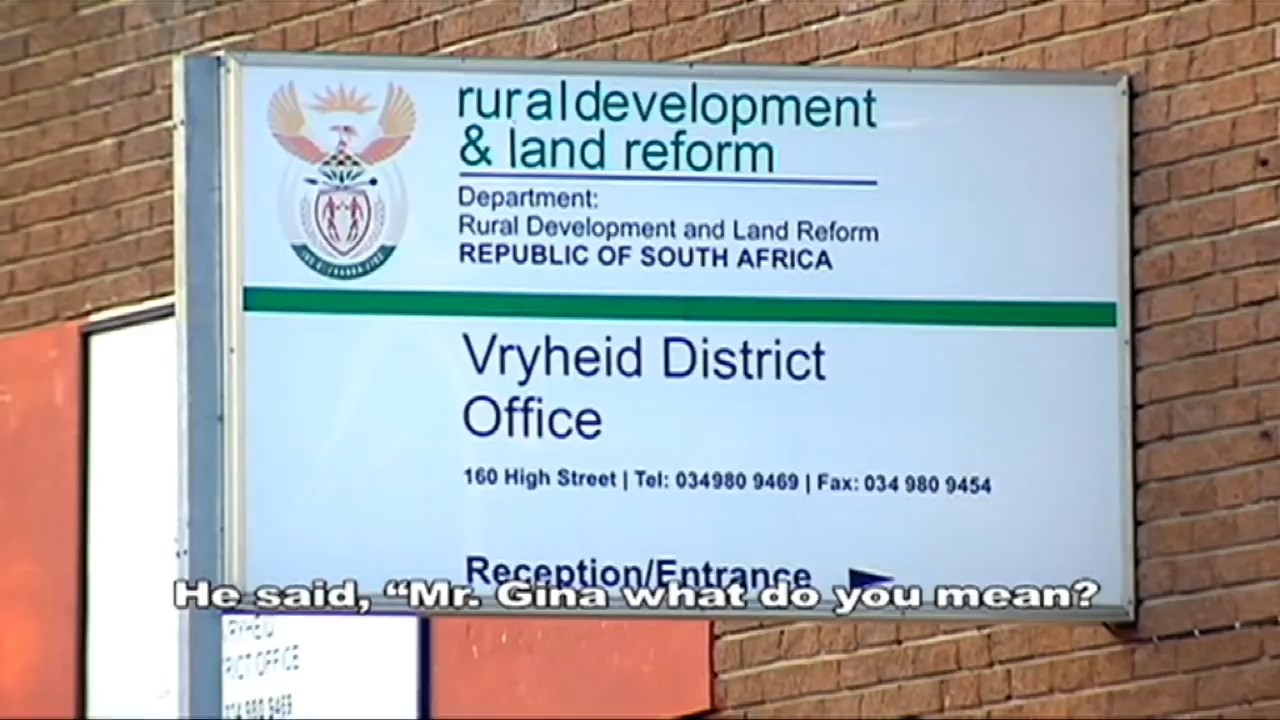 ruraldevelopment
& land reform
Department:
Rural Development and Land Reform
REPUBLIC OF SOUTH AFRICA
Vryheid District
Office
160 High Street | Tel: 034980 9469 | Fax: 034 980 9454
Reception/Entrance
He said, “Mr. Gina what do you mean?
OFFICE